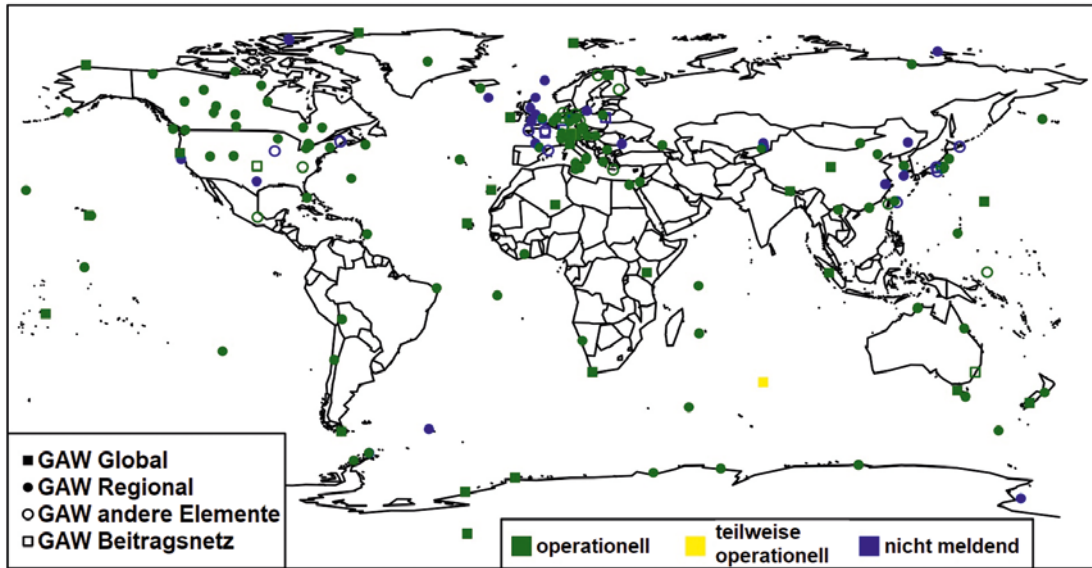 GAW Global
GAW Regional
GAW andere Elemente
GAW Beitragsnetz
operationell
teilweise
operationell
nicht meldend